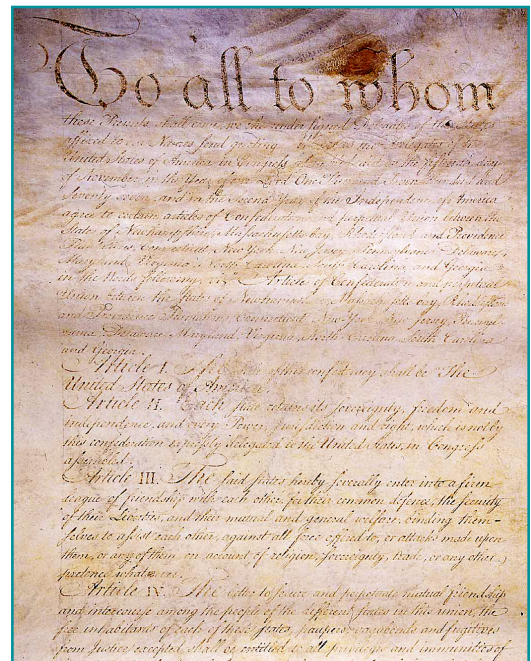 To all to whom
these Presents shall come, we the under signed Delegates of the States
affixed to our Names send greeting. Whereas the Delegates of the
United States of America in Congress assembled did on the fifteenth day
of November in the Year of our Lord One Thousand Seven Hundred and
Seventy seven, and in the Second Year of the Independence of America
agree to certain articles of Confederation and perpetual Union between the
States of Newhampshire, Massachusetts bay, Rhodeisland and Providence
Plantations, Connecticut, New York, New Jersey, Pennsylvania, Delaware,
Maryland, Virginia, North Carolina, South Carolina, and Georgia
in the Words following, viz. Articles of Confederation and perpetual
Union between the States of Newhampshire, Massachusetts bay, Rhodeisland
and Providence Plantations, Connecticut, New York, New Jersey, Pennsyl-
vania, Delaware, Maryland, Virginia, North Carolina, South Carolina
and Georgia.
Article I. The Stile of this confederacy shall be "The
United States of America."
Article II. Each state retains its sovereignty, freedom and
independence, and every Power, Jurisdiction and right, which is not by
this confederation expressly delegated to the United States, in Congress
assembled.
Article III. The said states hereby severally enter into a firm
league of friendship with each other, for their common defence, the security
of their Liberties, and their mutual and general welfare, binding them-
selves to assist each other, against all force offered to, or attacks made upon
them, or any of them, on account of religion, sovereignty, trade, or any other
pretence whatever.
Article IV. The better to secure and perpetuate mutual friendship
and intercourse among the people of the different states in this union, the
free inhabitants of each of these states, paupers, vagabonds and fugitives
from Justice excepted, shall be entitled to all privileges and immunities of